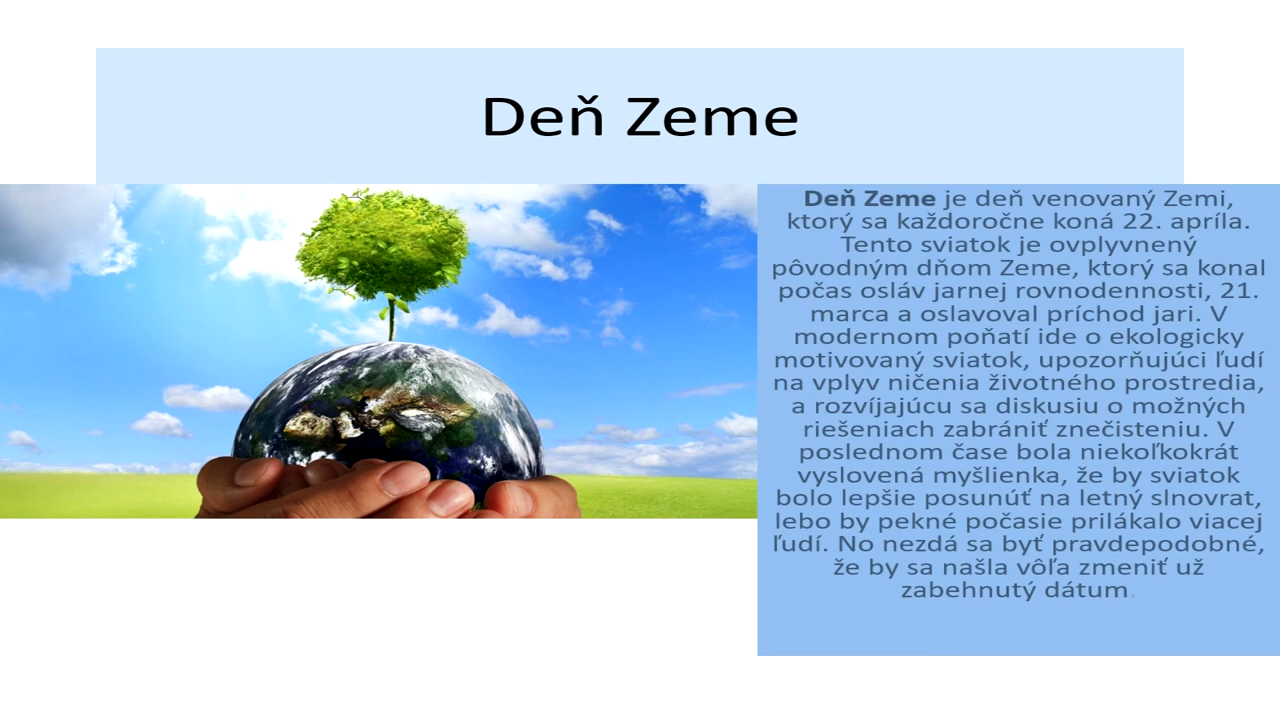 Deň Zeme
Deň Zeme je deň venovaný Zemi,
ktorý sa každoročne koná 22. apríla.
Tento sviatok je ovplyvnený
pôvodným dňom Zeme, ktorý sa konal
počas osláv jarnej rovnodennosti, 21.
marca a oslavoval príchod jari. V
modernom poňatí ide o ekologicky
motivovaný sviatok, upozorňujúci ľudí
na vplyv ničenia životného prostredia,
a rozvíjajúcu sa diskusiu o možných
riešeniach zabrániť znečisteniu. V
poslednom čase bola niekoľkokrát
vyslovená myšlienka, že by sviatok
bolo lepšie posunúť na letný slnovrat,
lebo by pekné počasie prilákalo viacej
ľudí. No nezdá sa byť pravdepodobné,
že by sa našla vôľa zmeniť už
zabehnutý dátum.